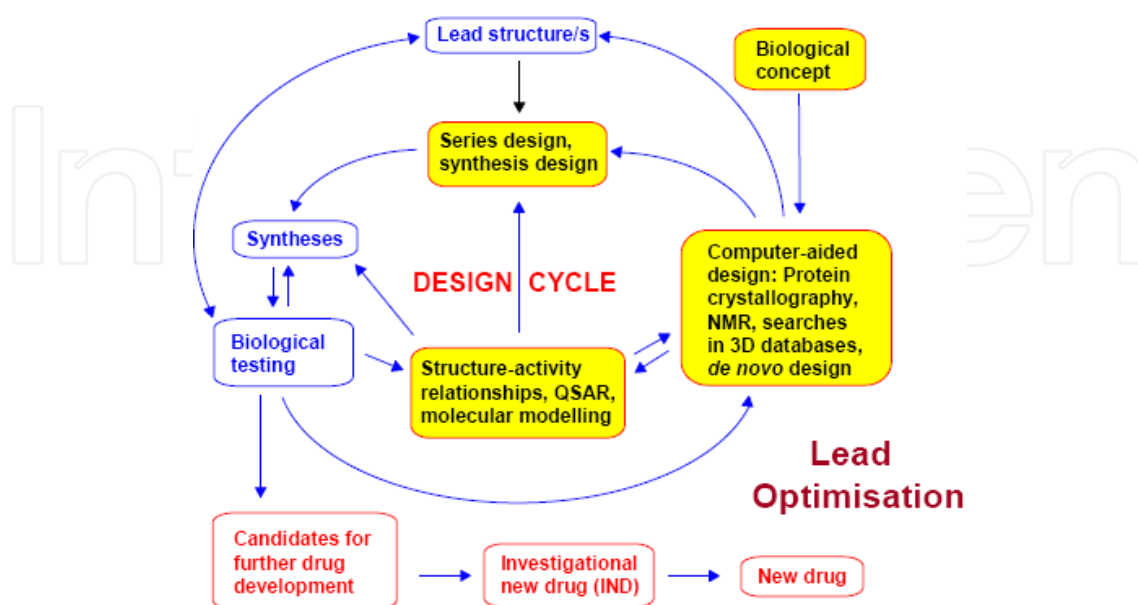 Lead structure/s
Biological
concept
Series design,
synthesis design
Syntheses
DESIGN CYCLE
Computer-aided
design: Protein
crystallography,
NMR, searches
in 3D databases,
de novo design
Biological
testing
Structure-activity
relationships, QSAR,
molecular modelling
Lead
Optimisation
Candidates for
further drug
development
Investigational
new drug (IND)
New drug